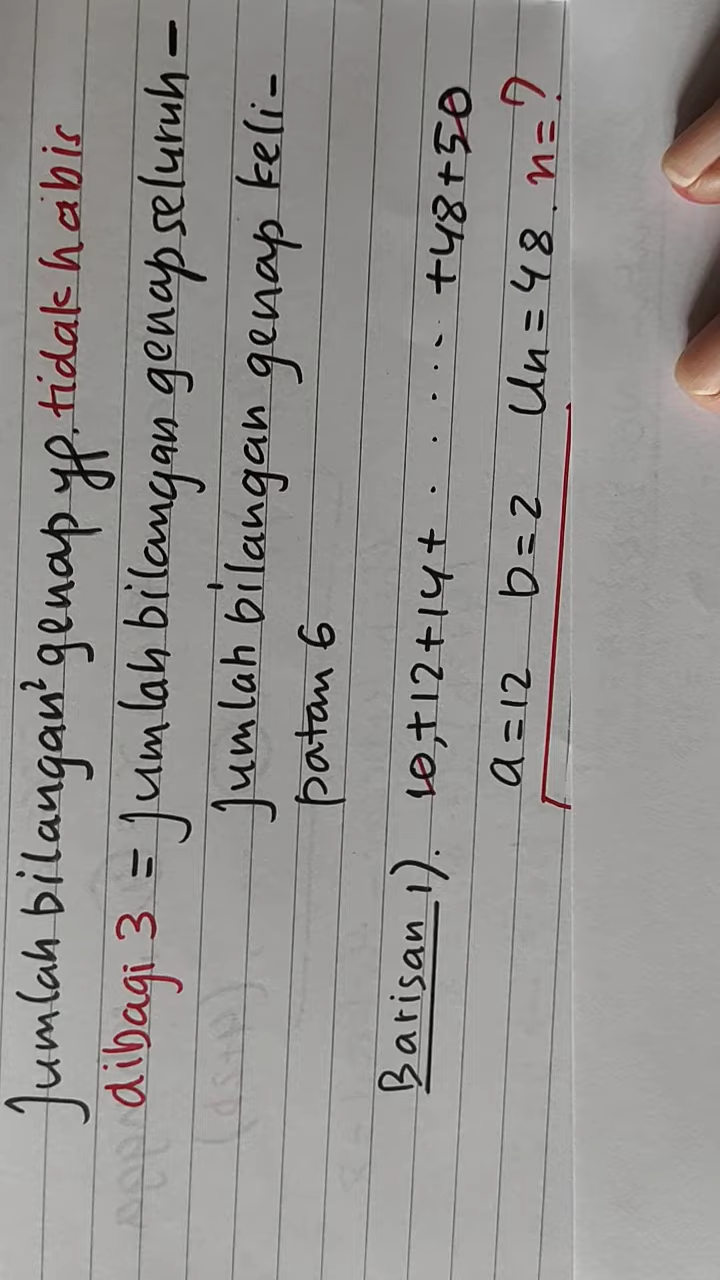 Jumlah bilangan² genap yg. tidak habis
dibagi 3 = Jumlah bilangan genap seluruh -
Jumlah bilangan genap keli-
patan 6
Barisan 1). 10,+12+14+.......+48+50
a=12 b=2 Un=48. n=?